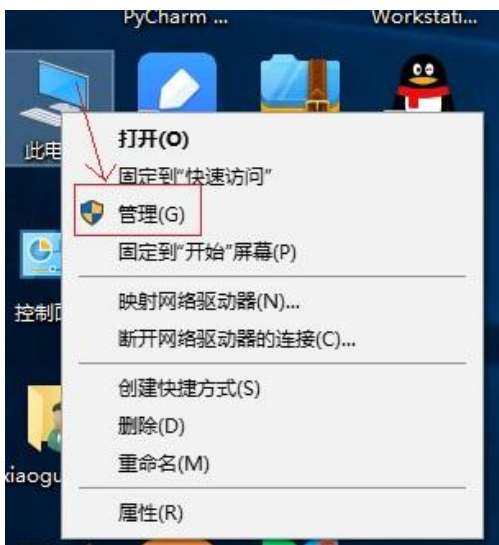 PyCharm ...
Workstati...
此电
打开(O)
固定到"快速访问"
管理(G)
固定到"开始"屏幕(P)
控制
映射网络驱动器(N)...
断开网络驱动器的连接(C)...
创建快捷方式(S)
删除(D)
重命名(M)
xiaogu
属性(R)